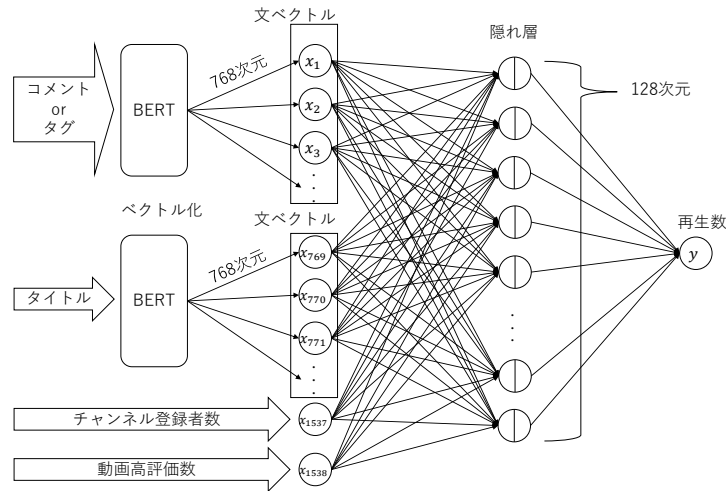 文ベクトル
隠れ層
768次元
x₁
コメント
or
タグ
BERT
x₂
x₃
128次元
ベクトル化
文ベクトル
再生数
768次元
x₇₆₉
タイトル
BERT
x₇₇₀
x₇₇₁
y
チャンネル登録者数
x₁₅₃₇
動画高評価数
x₁₅₃₈